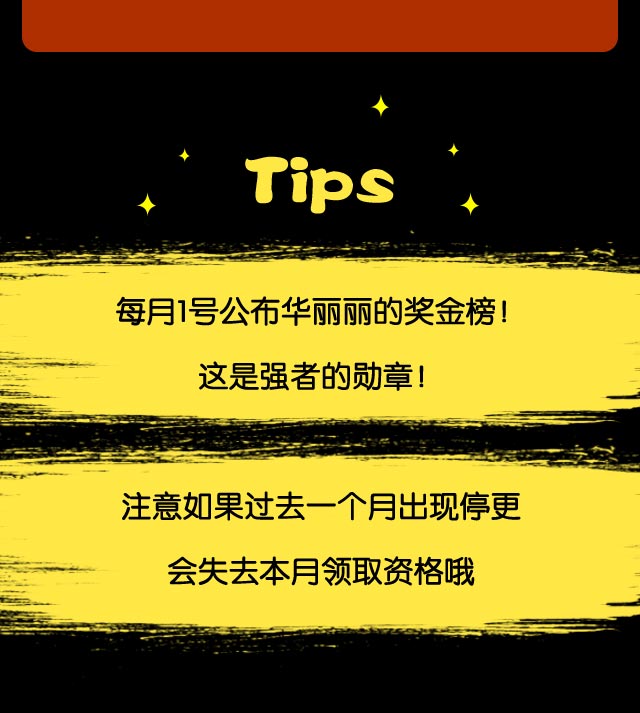 Tips
每月1号公布华丽丽的奖金榜！
这是强者的勋章！
注意如果过去一个月出现停更
会失去本月领取资格哦